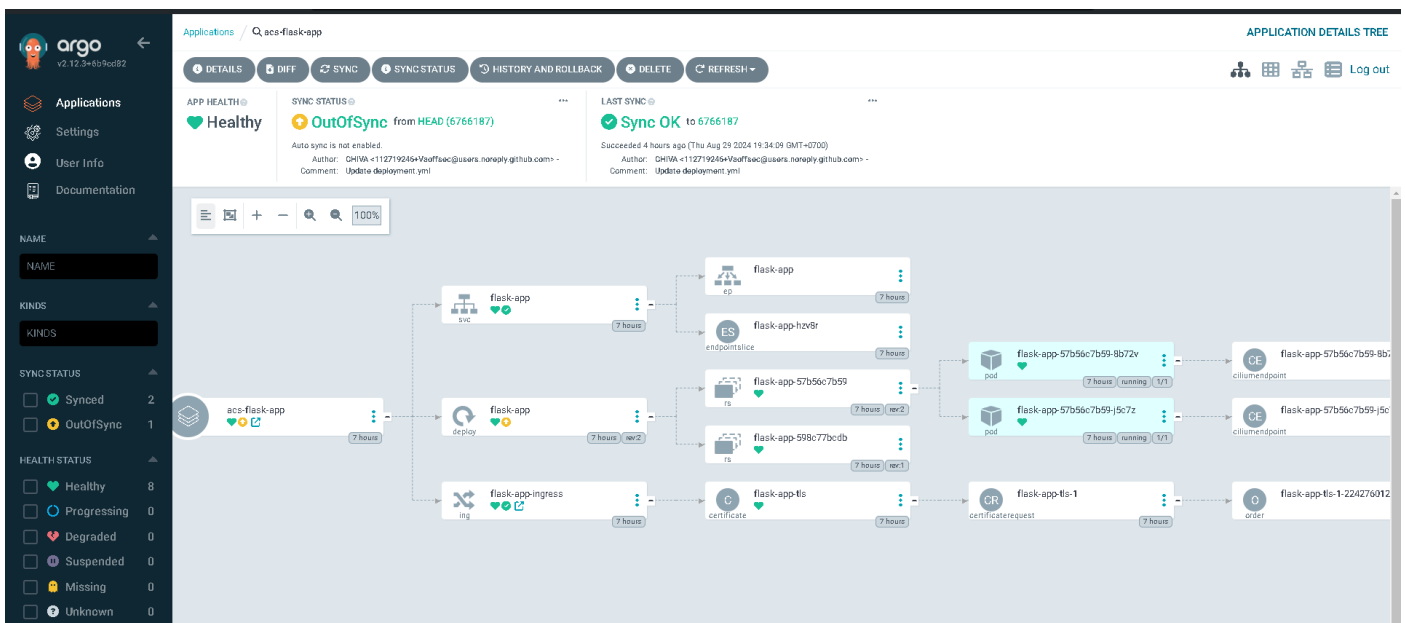 argo
v2.12.3+6b9cd82
Applications
Settings
User Info
Documentation
NAME
NAME
KINDS
KINDS
SYNC STATUS
Synced 2
OutOfSync 1
HEALTH STATUS
Healthy 8
Progressing 0
Degraded 0
Suspended 0
Missing 0
Unknown 0
Applications / acs-flask-app
APPLICATION DETAILS TREE
DETAILS DIFF SYNC SYNC STATUS HISTORY AND ROLLBACK DELETE REFRESH
Log out
APP HEALTH
Healthy
SYNC STATUS
OutOfSync from HEAD (6766187)
Auto sync is not enabled.
Author: CHIVA <112719246+Vaoffsec@users.noreply.github.com> -
Comment: Update deployment.yml
LAST SYNC
Sync OK to 6766187
Succeeded 4 hours ago (Thu Aug 29 2024 19:34:09 GMT+0700)
Author: CHIVA <112719246+Vaoffsec@users.noreply.github.com> -
Comment: Update deployment.yml
100%
acs-flask-app
7 hours
svc
flask-app
7 hours
deploy
flask-app
7 hours rev:2
ing
flask-app-ingress
7 hours
ep
flask-app
7 hours
ES
endpointslice
flask-app-hzv8r
7 hours
rs
flask-app-57b56c7b59
7 hours rev:2
rs
flask-app-598c77bcdb
7 hours rev:1
C
certificate
flask-app-tls
7 hours
pod
flask-app-57b56c7b59-8b72v
7 hours running 1/1
pod
flask-app-57b56c7b59-j5c7z
7 hours running 1/1
CR
certificaterequest
flask-app-tls-1
7 hours
CE
ciliumendpoint
flask-app-57b56c7b59-8b7
CE
ciliumendpoint
flask-app-57b56c7b59-j5c
O
order
flask-app-tls-1-224276012